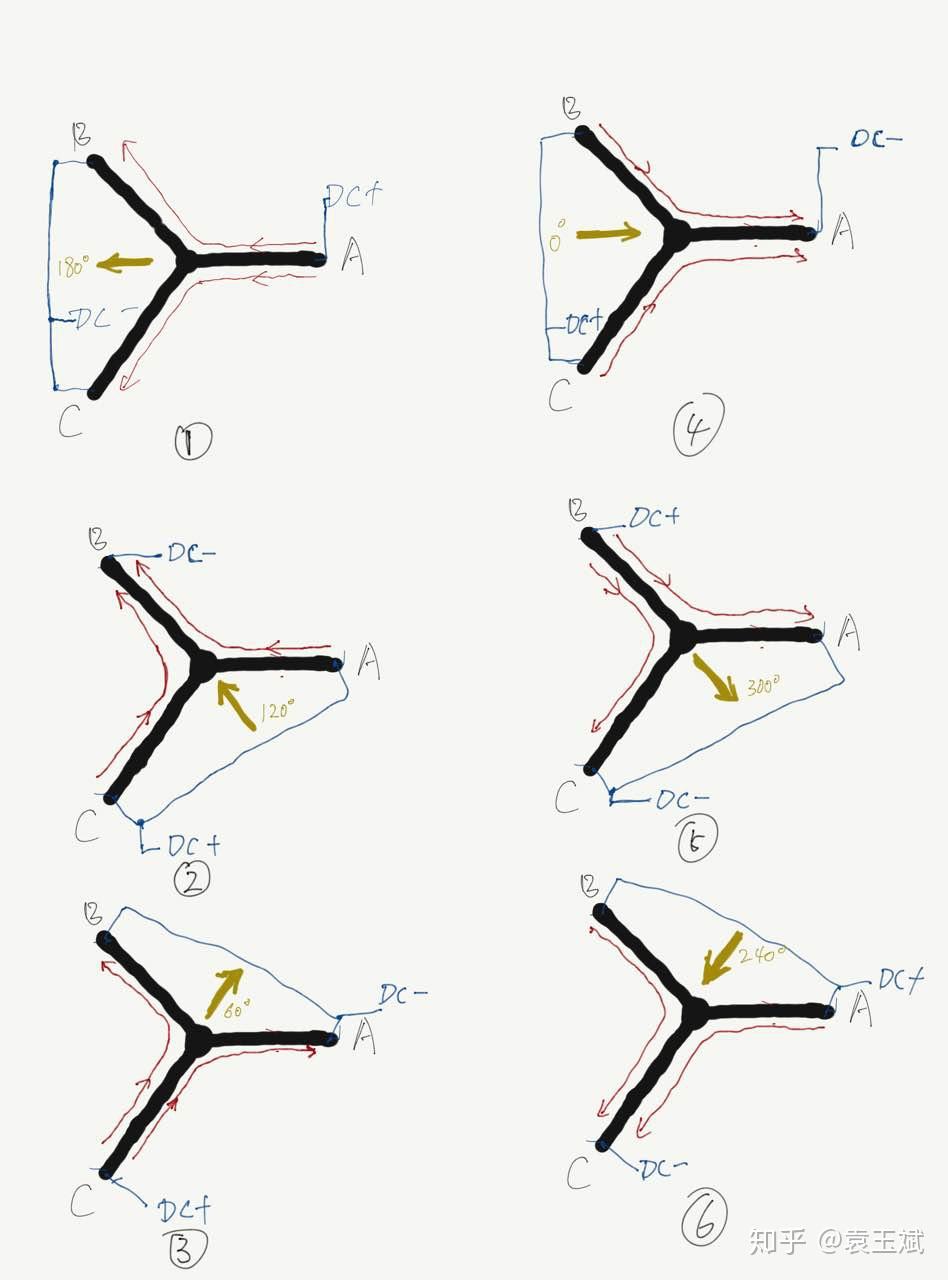 B
DC+
A
180°
DC-
C
①
B
DC-
A
0°
DC+
C
④
B
DC-
A
120°
C
DC+
②
B
DC+
A
300°
C
DC-
⑤
B
DC-
A
60°
C
DC+
③
B
240°
DC+
A
C
DC-
⑥
知乎 @袁玉斌